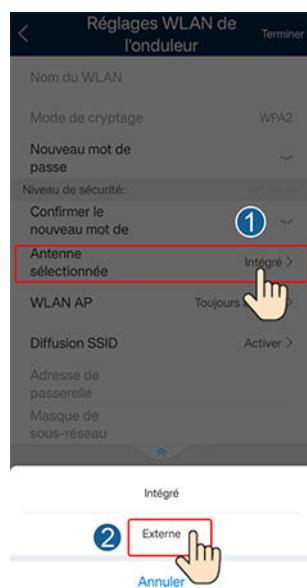 Réglages WLAN de
l'onduleur
Terminer
Nom du WLAN
Mode de cryptage WPA2
Nouveau mot de
passe
Niveau de sécurité:
Confirmer le
nouveau mot de
1
Antenne
sélectionnée
Intégré
WLAN AP Toujours
Diffusion SSID Activer
Adresse de
passerelle
Masque de
sous-réseau
Intégré
2 Externe
Annuler